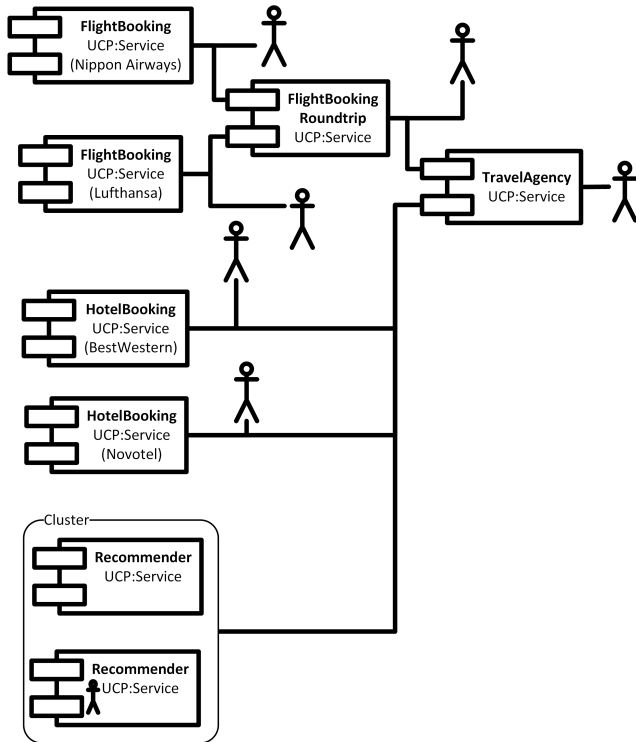 FlightBooking
UCP:Service
(Nippon Airways)
FlightBooking
Roundtrip
UCP:Service
FlightBooking
UCP:Service
(Lufthansa)
TravelAgency
UCP:Service
HotelBooking
UCP:Service
(BestWestern)
HotelBooking
UCP:Service
(Novotel)
Cluster
Recommender
UCP:Service
Recommender
UCP:Service